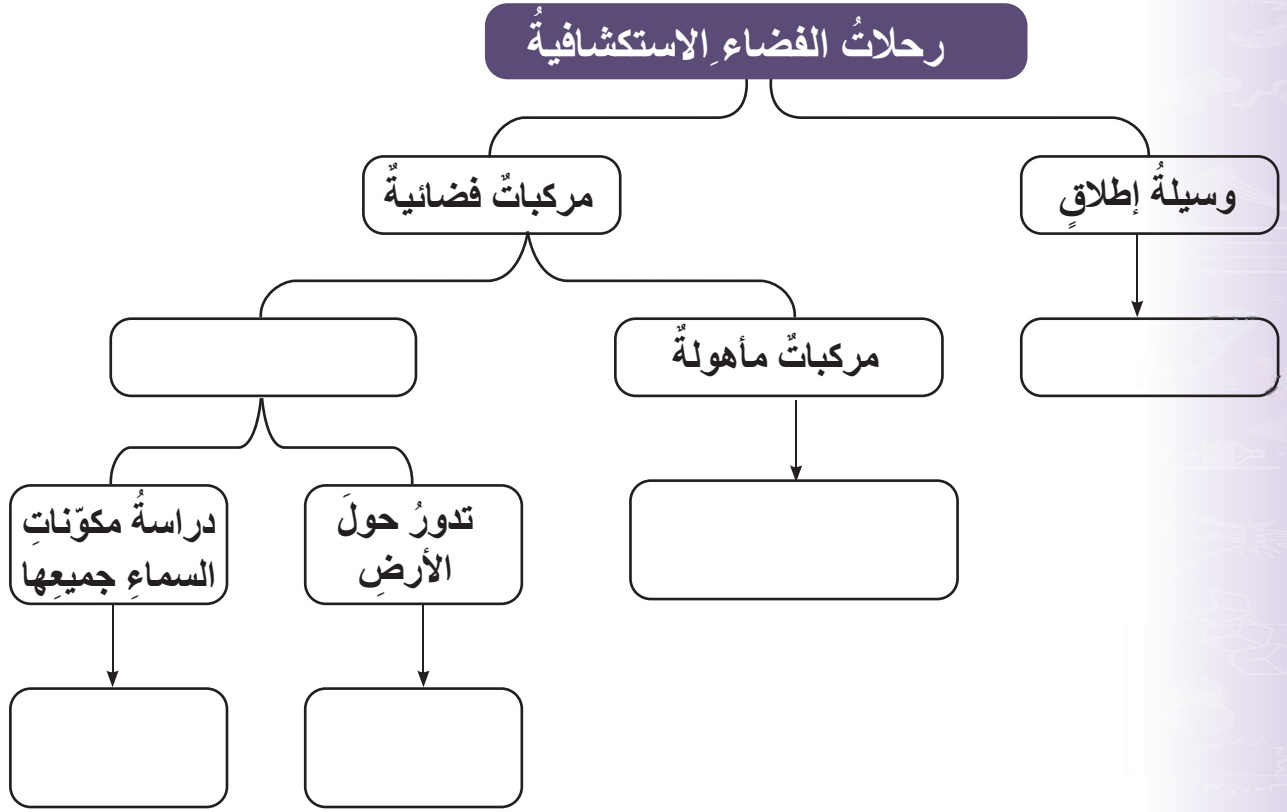 رحلاتُ الفضاءِ الاستكشافيةُ
وسيلةُ إطلاقٍ
مركباتٌ فضائيةٌ
مركباتٌ مأهولةٌ
تدورُ حولَ
الأرضِ
دراسةُ مكوّناتِ
السماءِ جميعِها